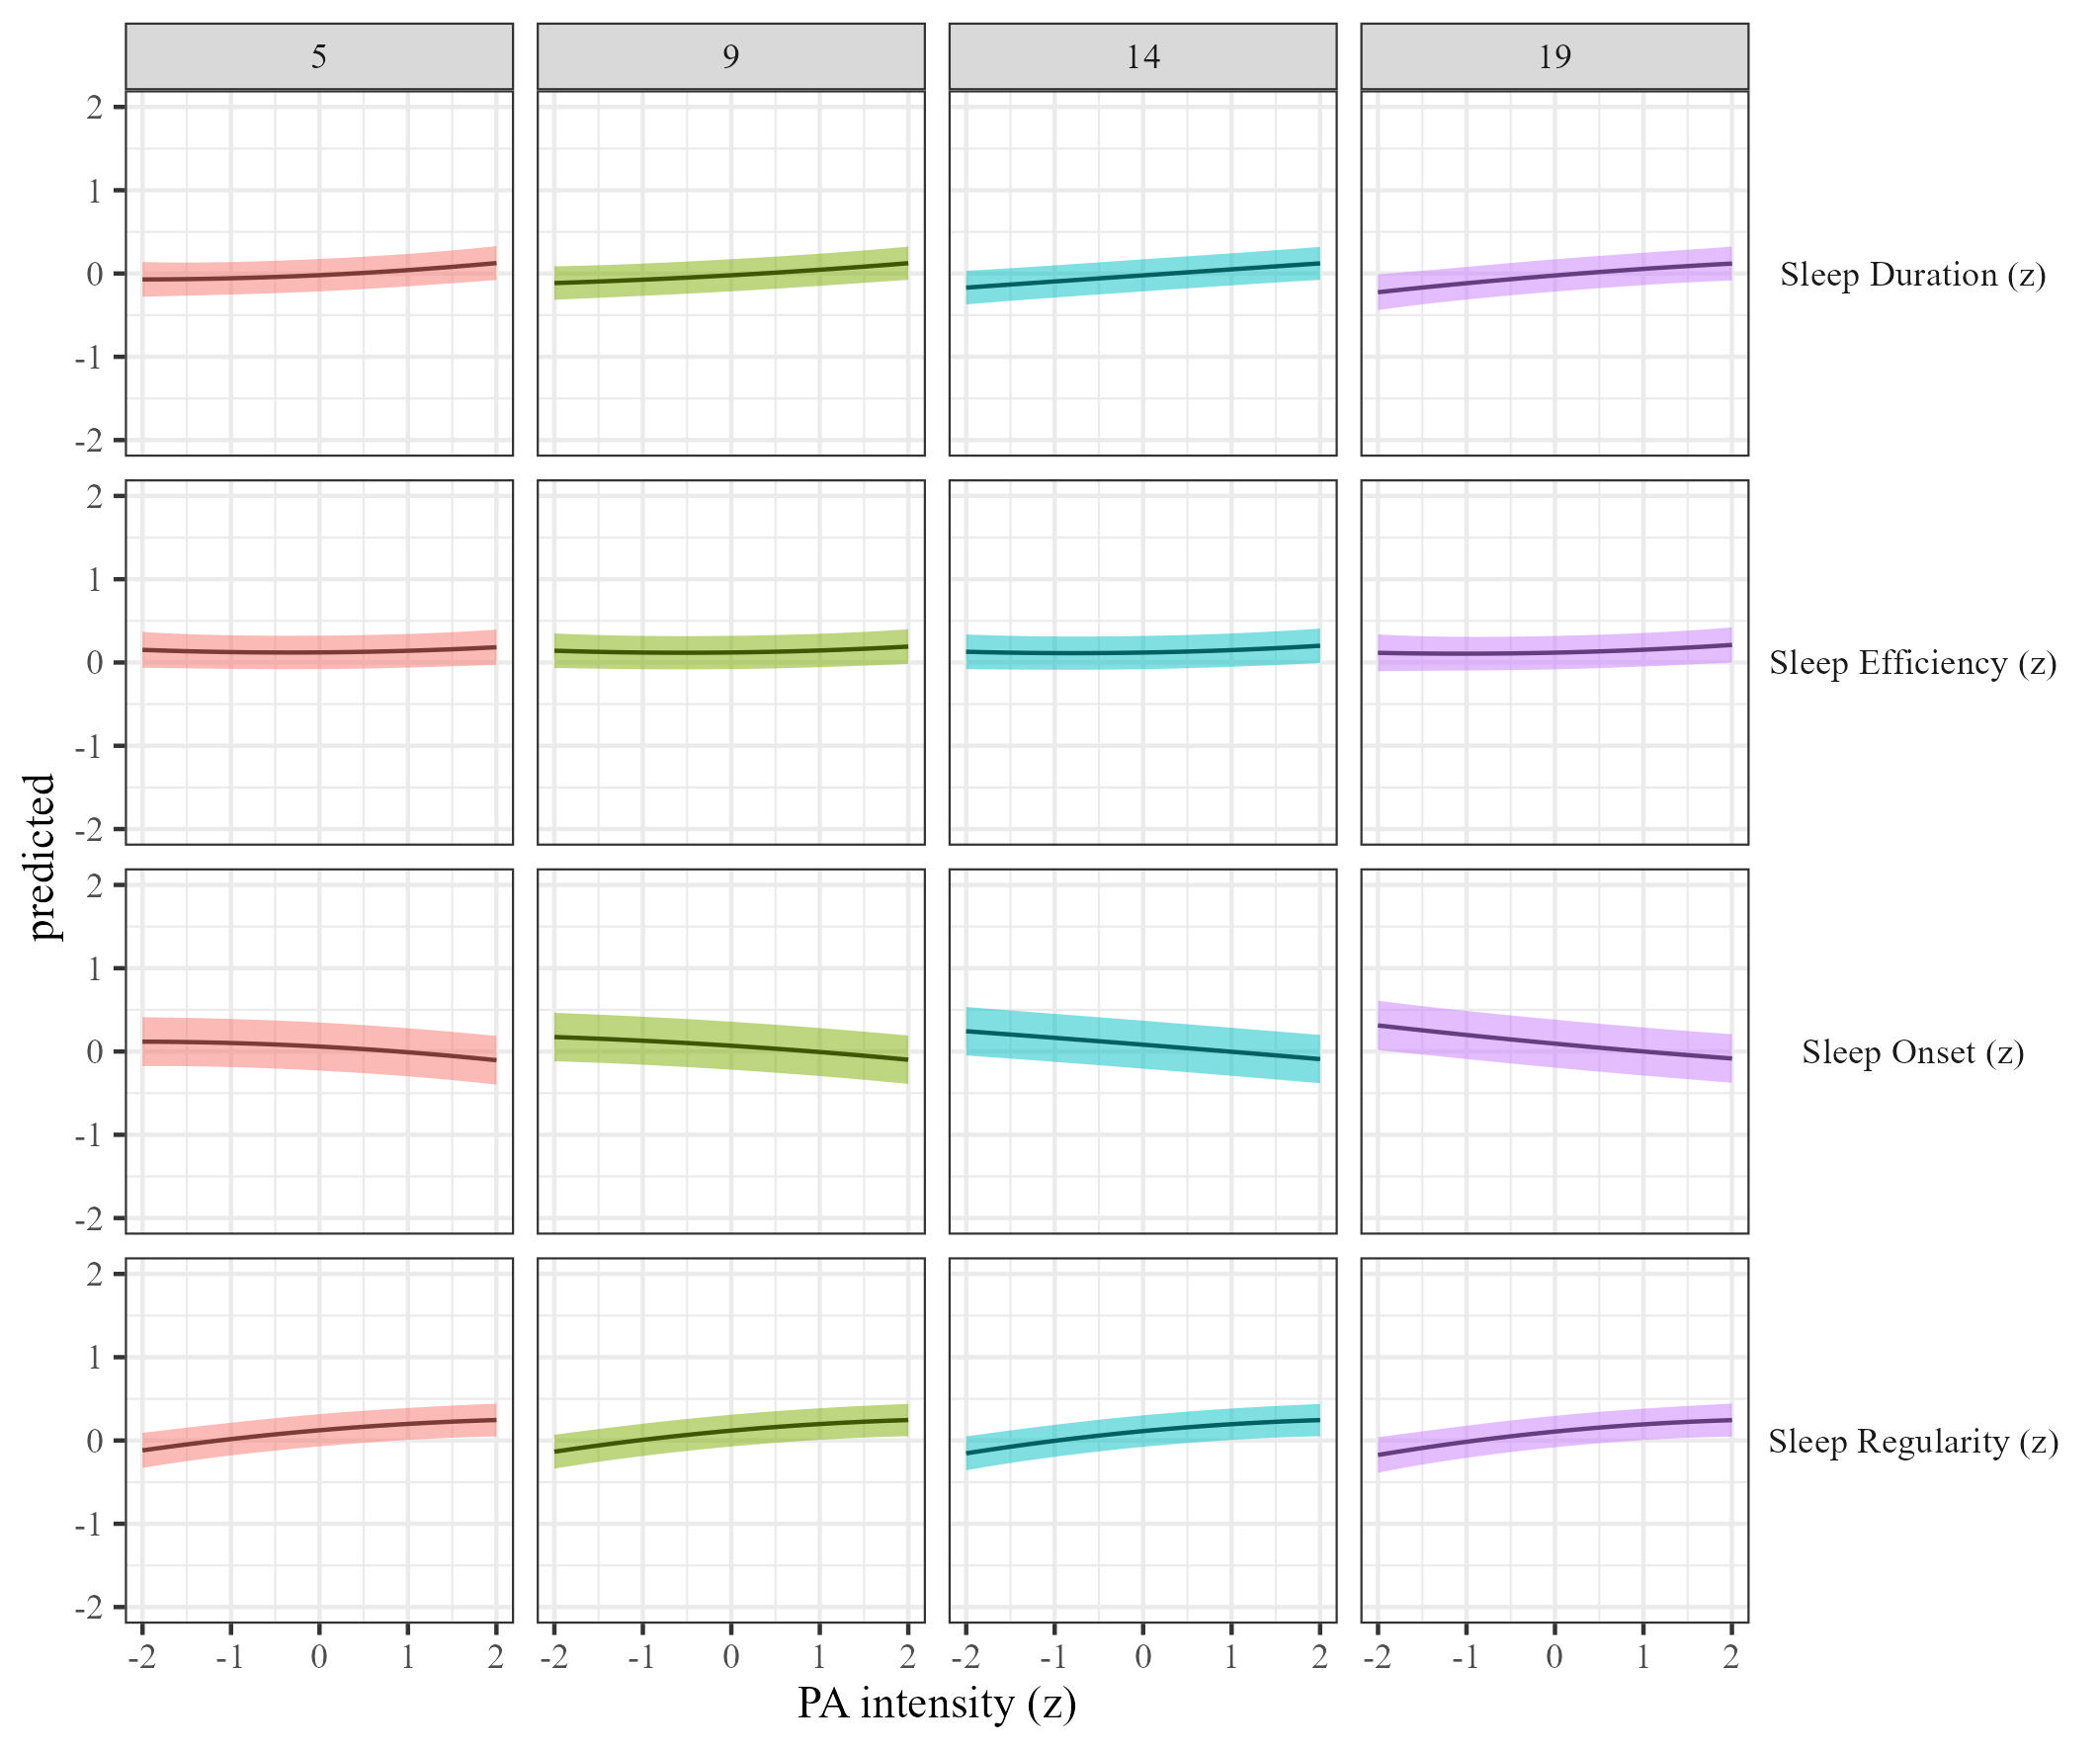 5 9 14 19
2
1
0
-1
-2
Sleep Duration (z)
2
1
0
-1
-2
Sleep Efficiency (z)
predicted
2
1
0
-1
-2
Sleep Onset (z)
2
1
0
-1
-2
Sleep Regularity (z)
-2 -1 0 1 2 -2 -1 0 1 2 -2 -1 0 1 2 -2 -1 0 1 2
PA intensity (z)